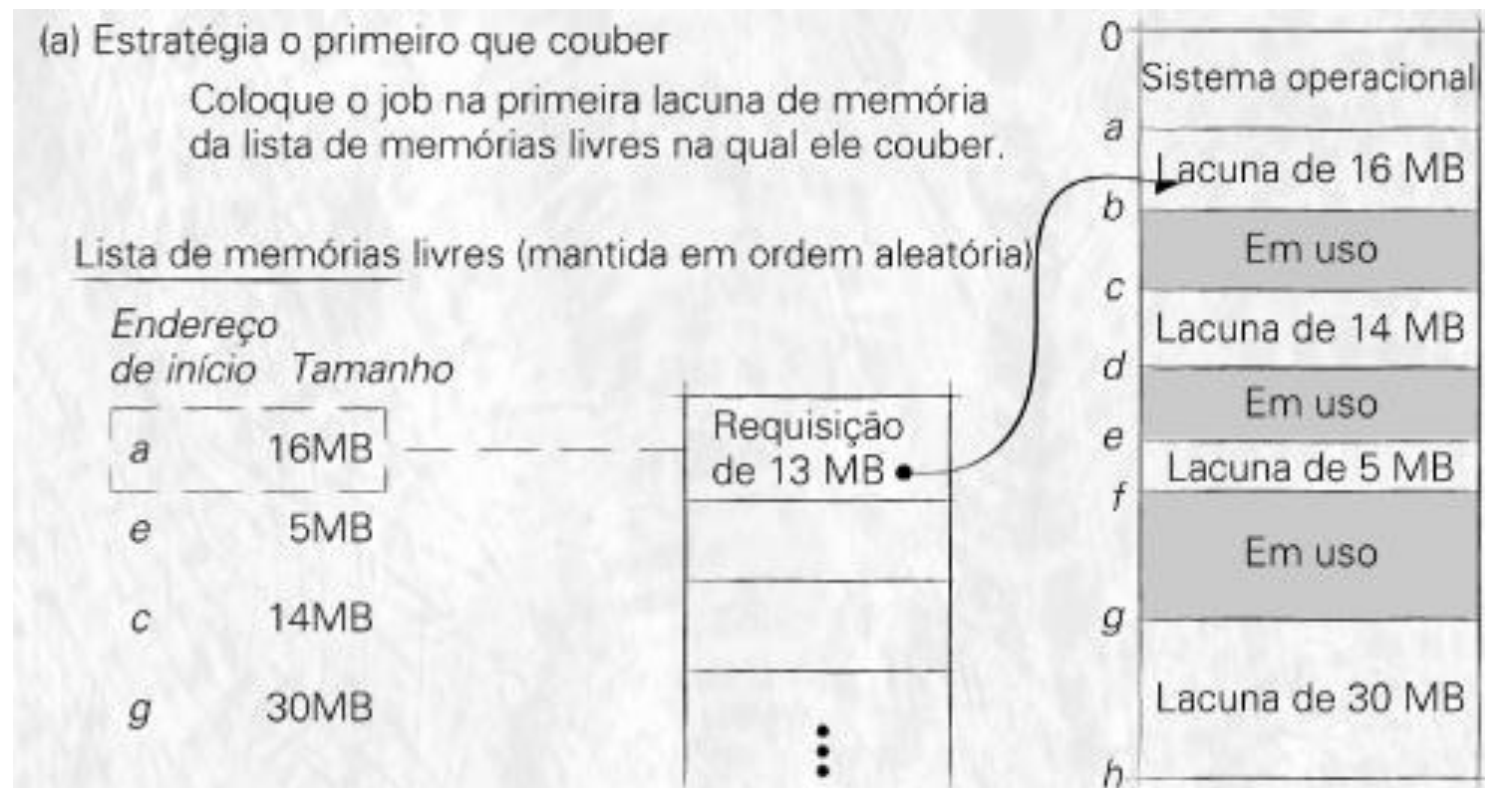 (a) Estratégia o primeiro que couber
Coloque o job na primeira lacuna de memória
da lista de memórias livres na qual ele couber.
Lista de memórias livres (mantida em ordem aleatória)
Endereço
de início Tamanho
a 16MB
e 5MB
c 14MB
g 30MB
Requisição
de 13 MB
0
Sistema operacional
a
Lacuna de 16 MB
b
Em uso
c
Lacuna de 14 MB
d
Em uso
e
Lacuna de 5 MB
f
Em uso
g
Lacuna de 30 MB
h